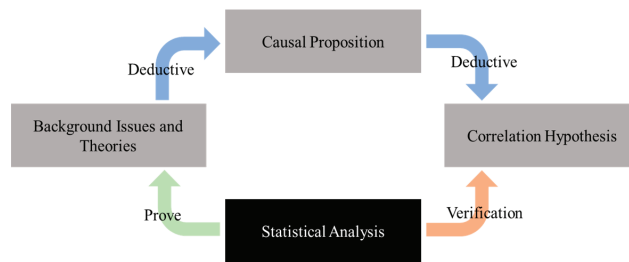 Causal Proposition
Deductive
Deductive
Background Issues and
Theories
Correlation Hypothesis
Prove
Verification
Statistical Analysis